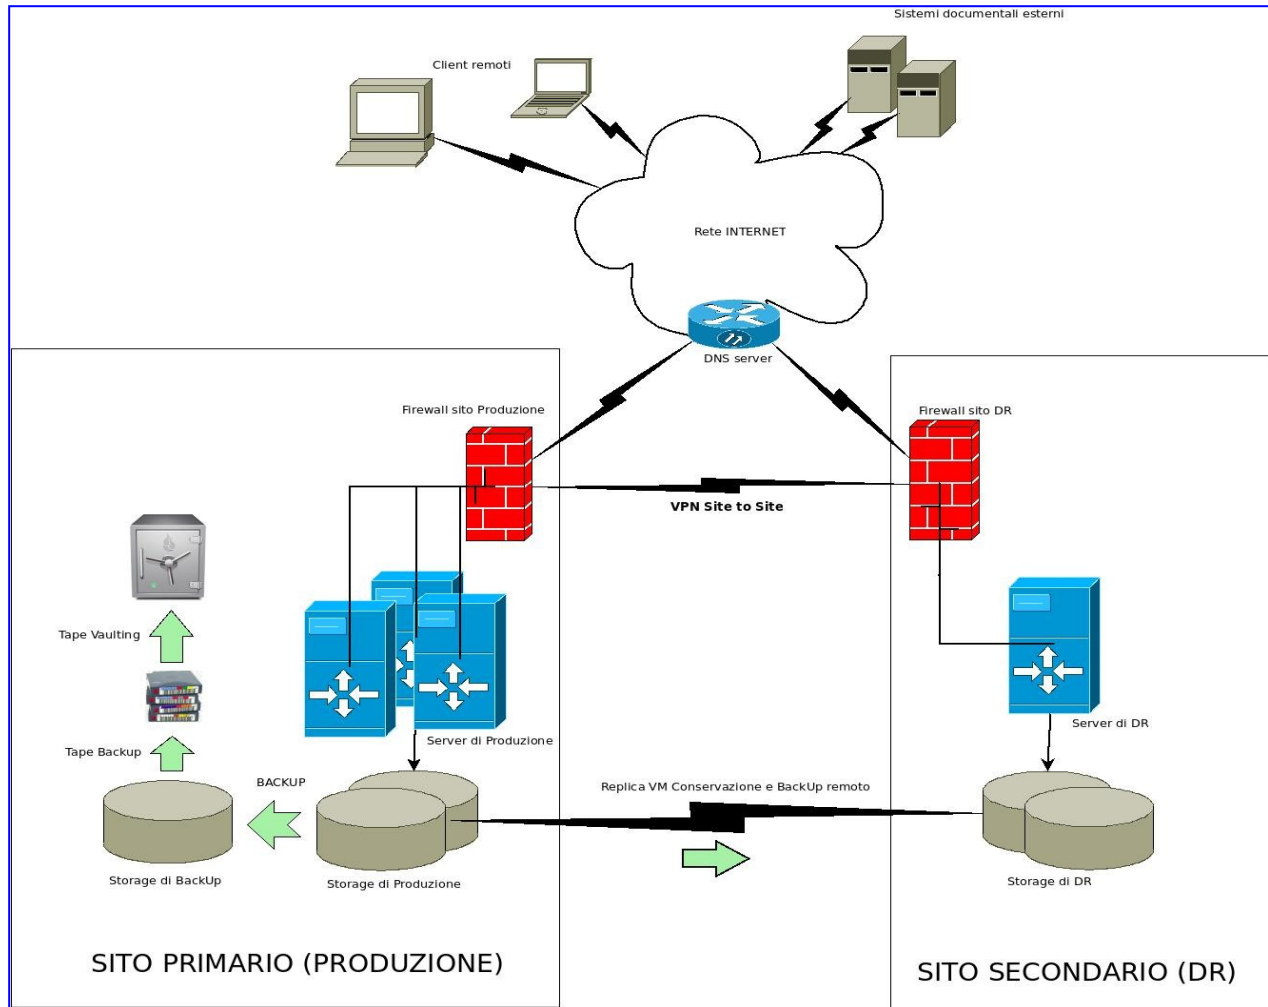 Sistemi documentali esterni
Client remoti
Rete INTERNET
DNS server
Firewall sito Produzione
Firewall sito DR
VPN Site to Site
Tape Vaulting
Server di Produzione
Server di DR
Tape Backup
BACKUP
Replica VM Conservazione e BackUp remoto
Storage di BackUp
Storage di Produzione
Storage di DR
SITO PRIMARIO (PRODUZIONE)
SITO SECONDARIO (DR)